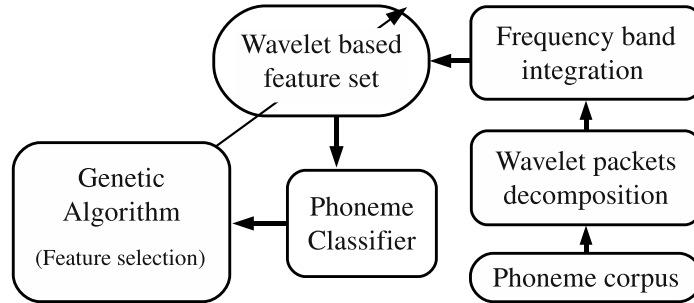 Wavelet based
feature set
Frequency band
integration
Genetic
Algorithm
(Feature selection)
Phoneme
Classifier
Wavelet packets
decomposition
Phoneme corpus